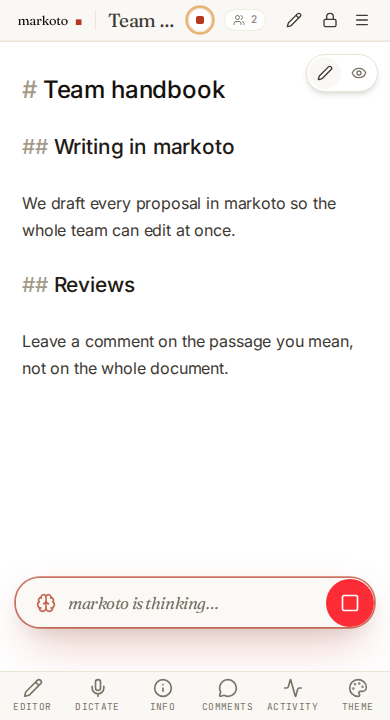 markoto
Team ...
2
# Team handbook
## Writing in markoto
We draft every proposal in markoto so the
whole team can edit at once.
## Reviews
Leave a comment on the passage you mean,
not on the whole document.
markoto is thinking...
EDITOR DICTATE INFO COMMENTS ACTIVITY THEME